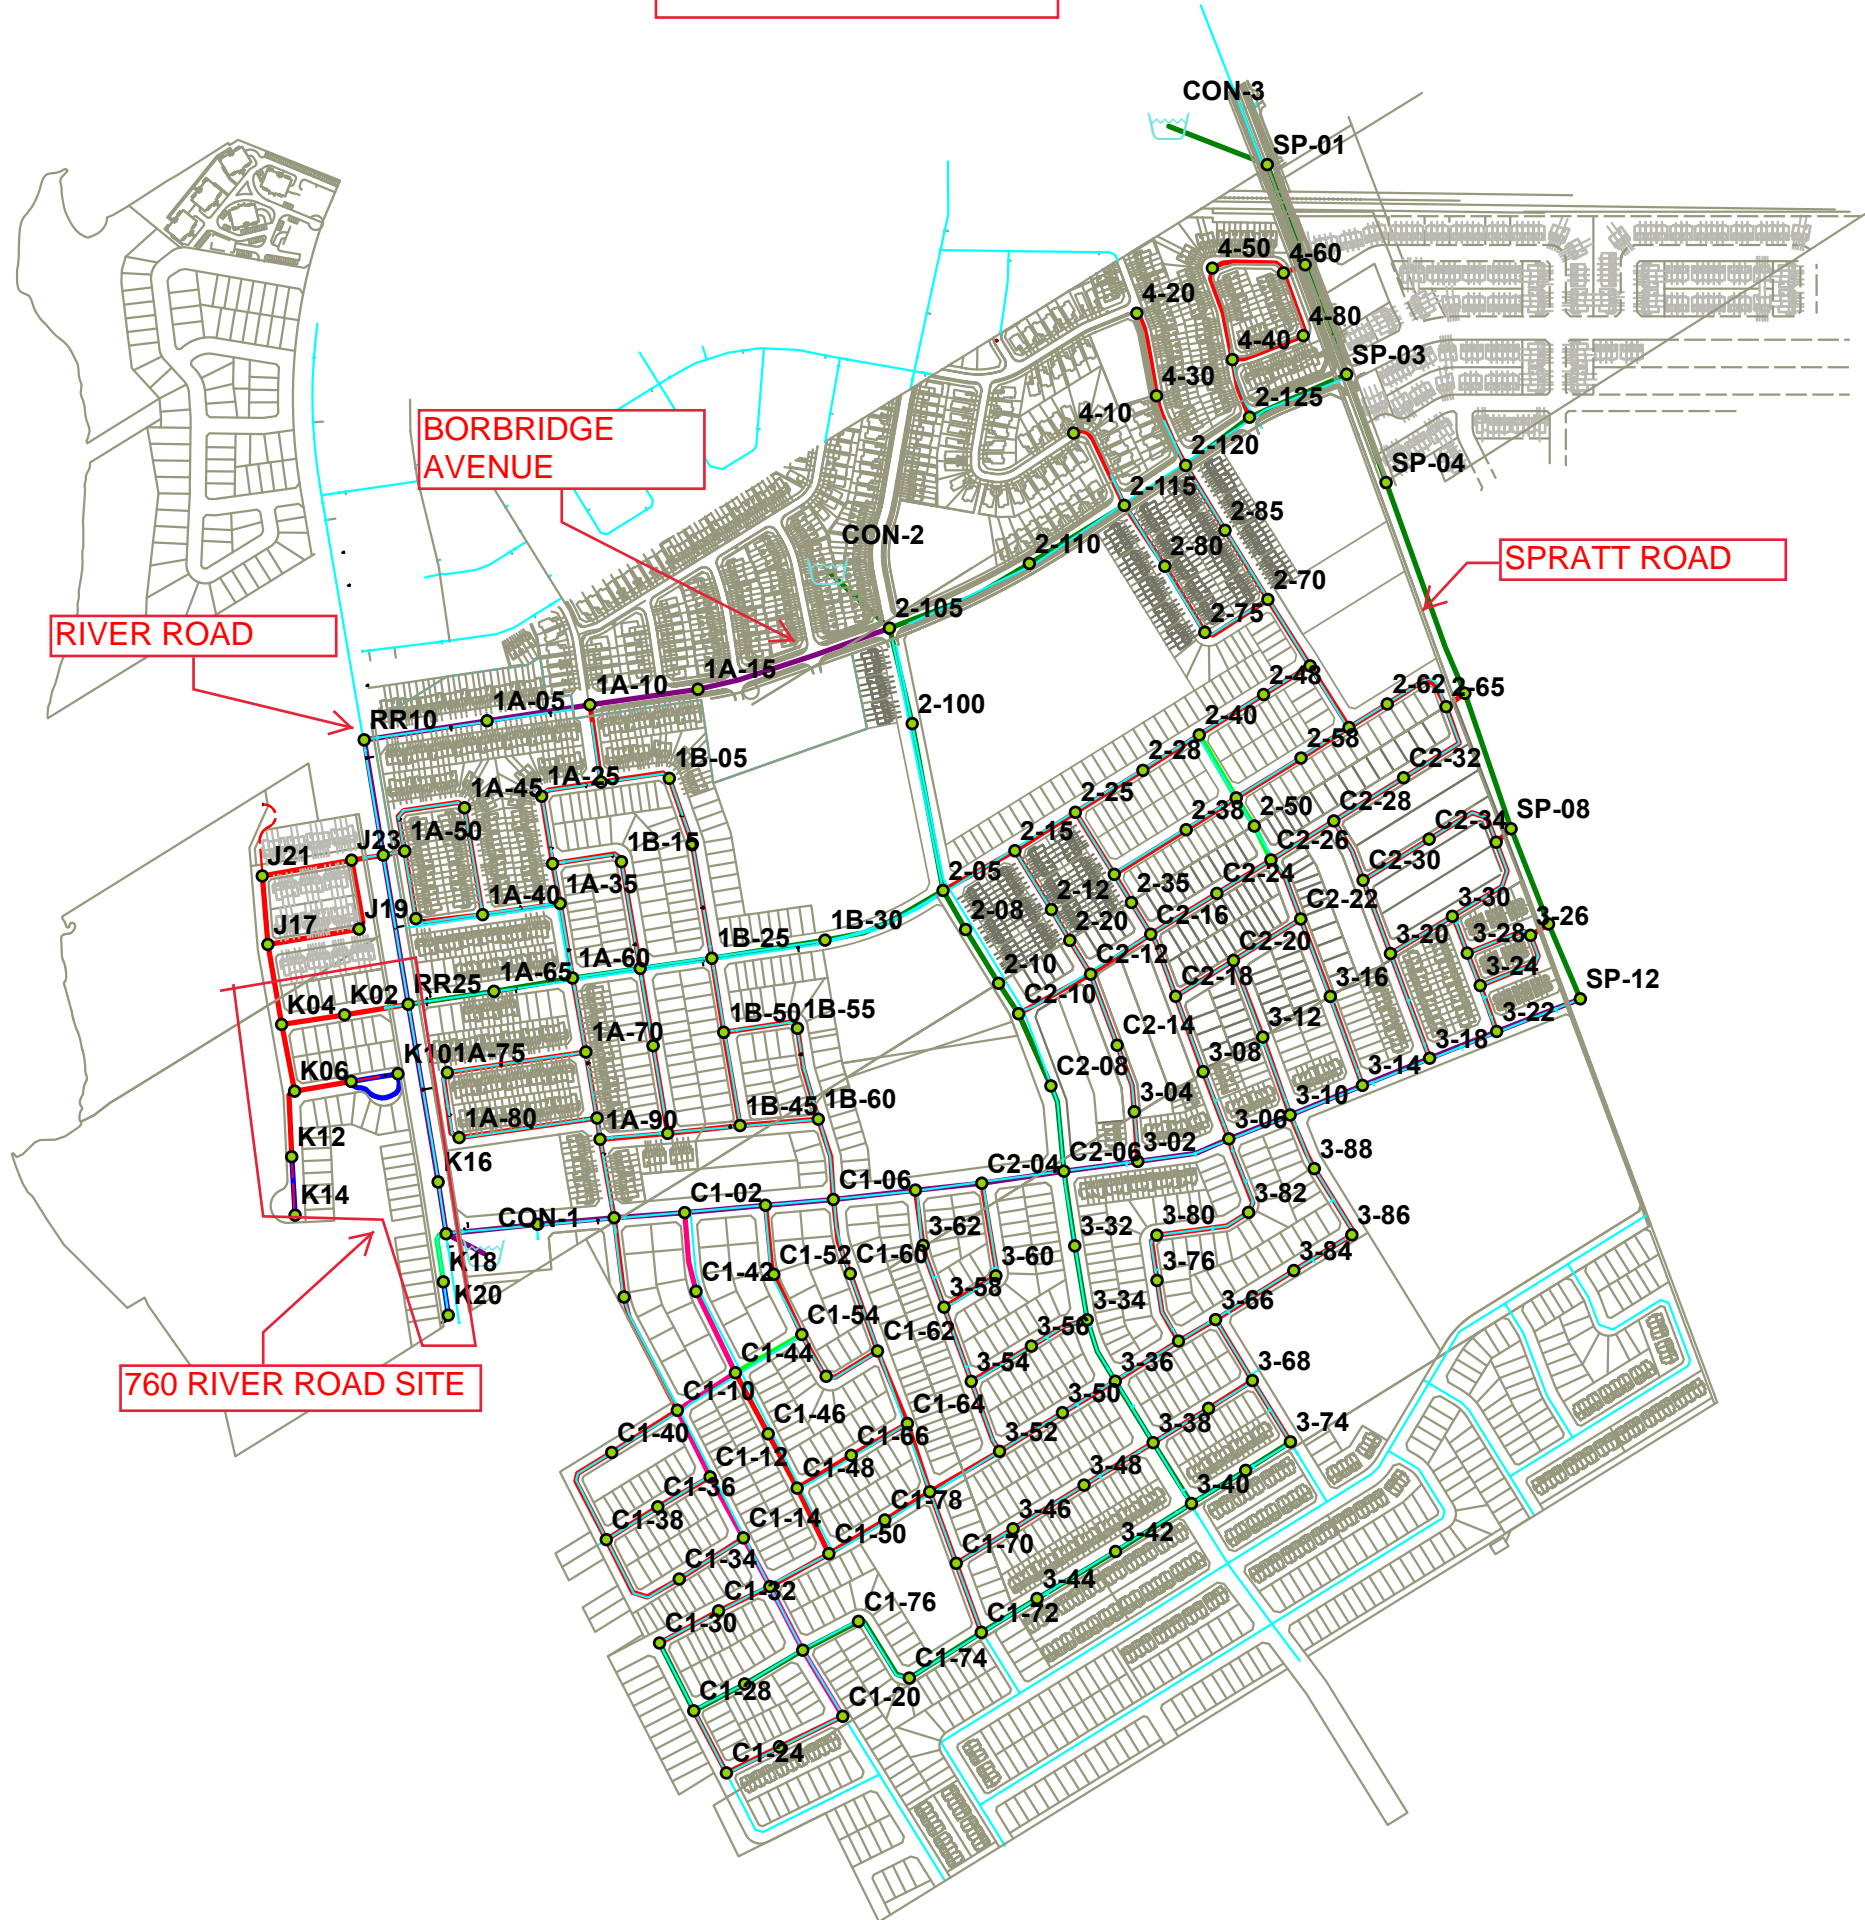 CON-3
SP-01
4-50
4-60
4-20
4-80
4-40
SP-03
4-30
2-125
4-10
BORBRIDGE
AVENUE
2-120
SP-04
2-115
2-85
CON-2
2-110
2-80
SPRATT ROAD
2-70
2-75
2-105
RIVER ROAD
1A-15
2-48
1A-10
2-62
2-65
1A-05
RR10
2-40
2-100
2-28
2-58
1B-05
C2-32
1A-25
1A-45
2-25
2-38
2-50
C2-28
1A-50
2-15
C2-34
SP-08
J23
1B-15
C2-26
J21
C2-30
C2-24
1A-35
2-12
2-35
1A-40
2-05
C2-22
3-30
J19
2-08
2-20
C2-16
3-26
J17
1B-30
C2-20
3-20
3-28
1B-25
C2-12
1A-60
C2-18
3-16
3-24
1A-65
2-10
SP-12
RR25
K02
K04
C2-10
1B-50
1B-55
C2-14
3-12
3-22
1A-70
3-18
K10
1A-75
3-08
K06
C2-08
3-14
3-04
3-10
1B-60
1B-45
1A-80
1A-90
3-06
K12
3-02
C2-06
K16
C2-04
3-88
K14
C1-06
C1-02
3-82
CON-1
3-86
3-80
3-62
3-32
K18
C1-52
C1-60
3-60
3-84
C1-42
3-76
K20
3-58
3-34
3-66
C1-54
C1-62
3-56
C1-44
3-54
3-36
3-68
760 RIVER ROAD SITE
C1-10
C1-64
3-50
3-38
C1-46
C1-40
C1-66
3-52
3-74
C1-12
C1-48
C1-36
3-48
3-40
C1-78
C1-38
C1-14
3-46
C1-50
C1-34
C1-70
3-42
C1-32
3-44
C1-30
C1-76
C1-72
C1-74
C1-28
C1-20
C1-24